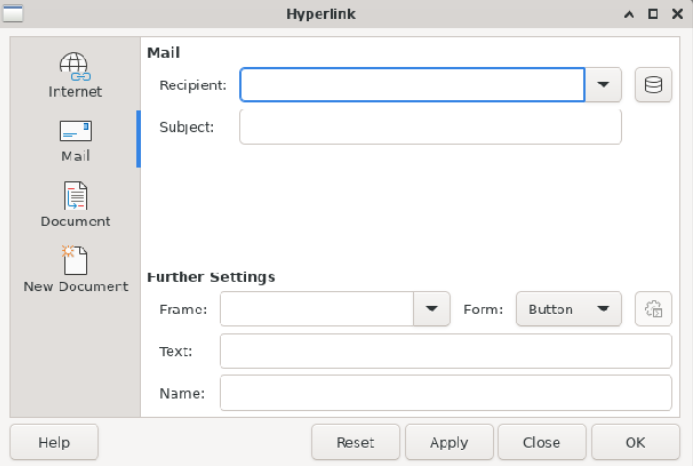 Hyperlink
Internet
Mail
Document
New Document
Mail
Recipient:
Subject:
Further Settings
Frame:
Form:
Button
Text:
Name:
Help
Reset
Apply
Close
OK